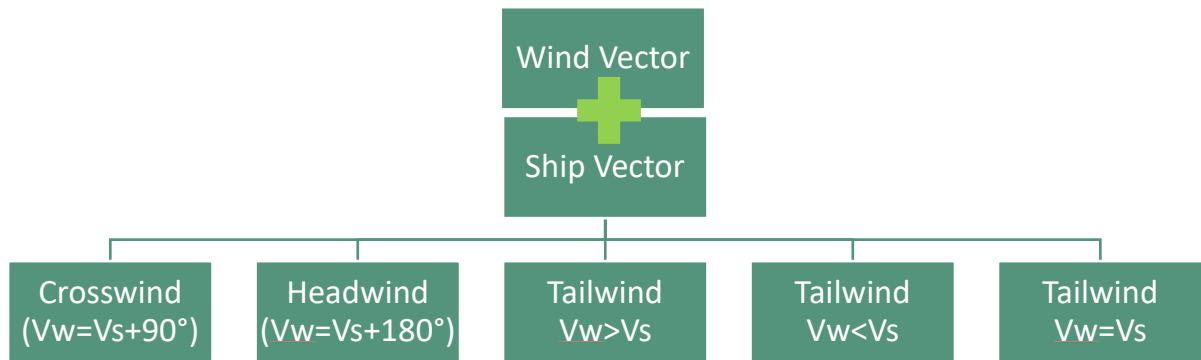 Wind Vector
Ship Vector
Crosswind
(Vw=Vs+90°)
Headwind
(Vw=Vs+180°)
Tailwind
Vw>Vs
Tailwind
Vw<Vs
Tailwind
Vw=Vs